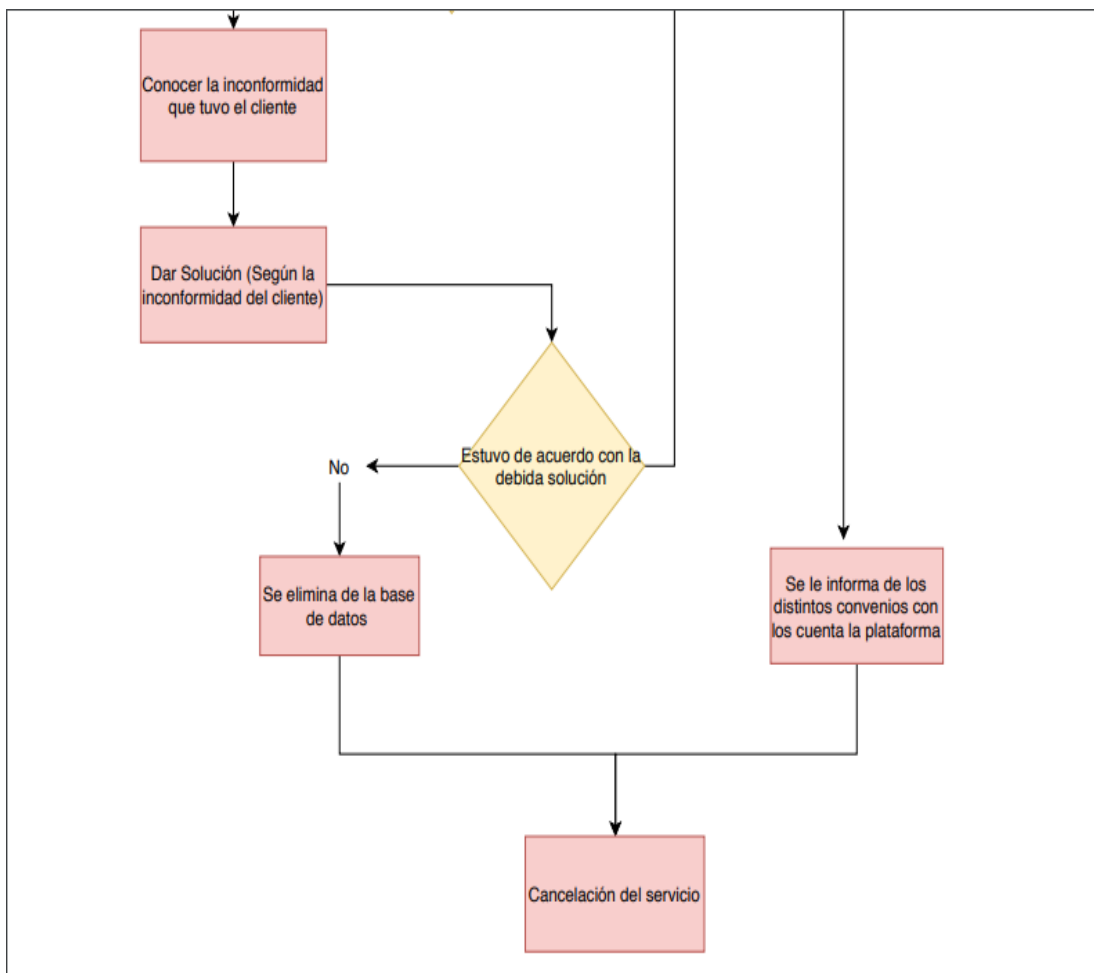 Conocer la inconformidad
que tuvo el cliente
Dar Solución (Según la
inconformidad del cliente)
Estuvo de acuerdo con la
debida solución
No
Se elimina de la base
de datos
Se le informa de los
distintos convenios con
los cuenta la plataforma
Cancelación del servicio